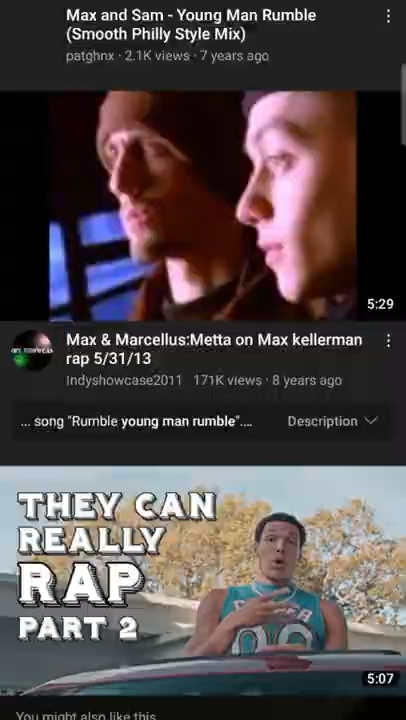 Max and Sam - Young Man Rumble
(Smooth Philly Style Mix)
patghnx · 2.1K views · 7 years ago
5:29
Max & Marcellus:Metta on Max kellerman
rap 5/31/13
Indyshowcase2011 171K views · 8 years ago
... song "Rumble young man rumble"....
Description
THEY CAN
REALLY
RAP
PART 2
5:07
You might also like this